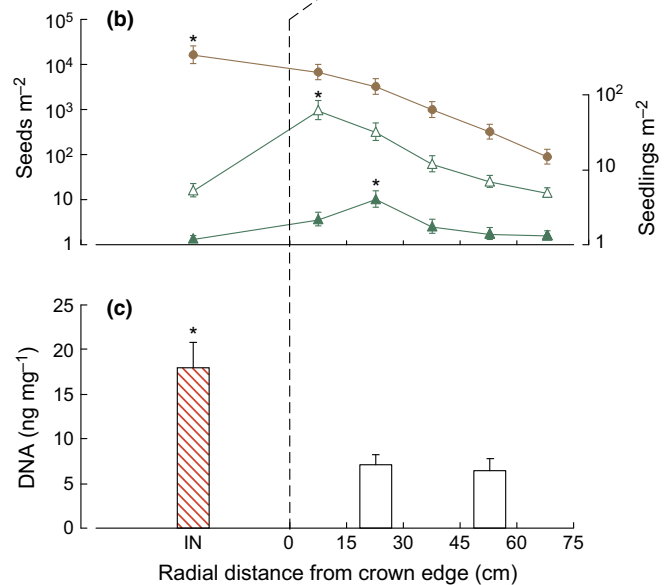 (b)
Seeds m⁻²
10⁵
10⁴
10³
10²
10
1
*
*
*
Seedlings m⁻²
10²
10
1
(c)
DNA (ng mg⁻¹)
25
20
15
10
5
0
*
IN 0 15 30 45 60 75
Radial distance from crown edge (cm)